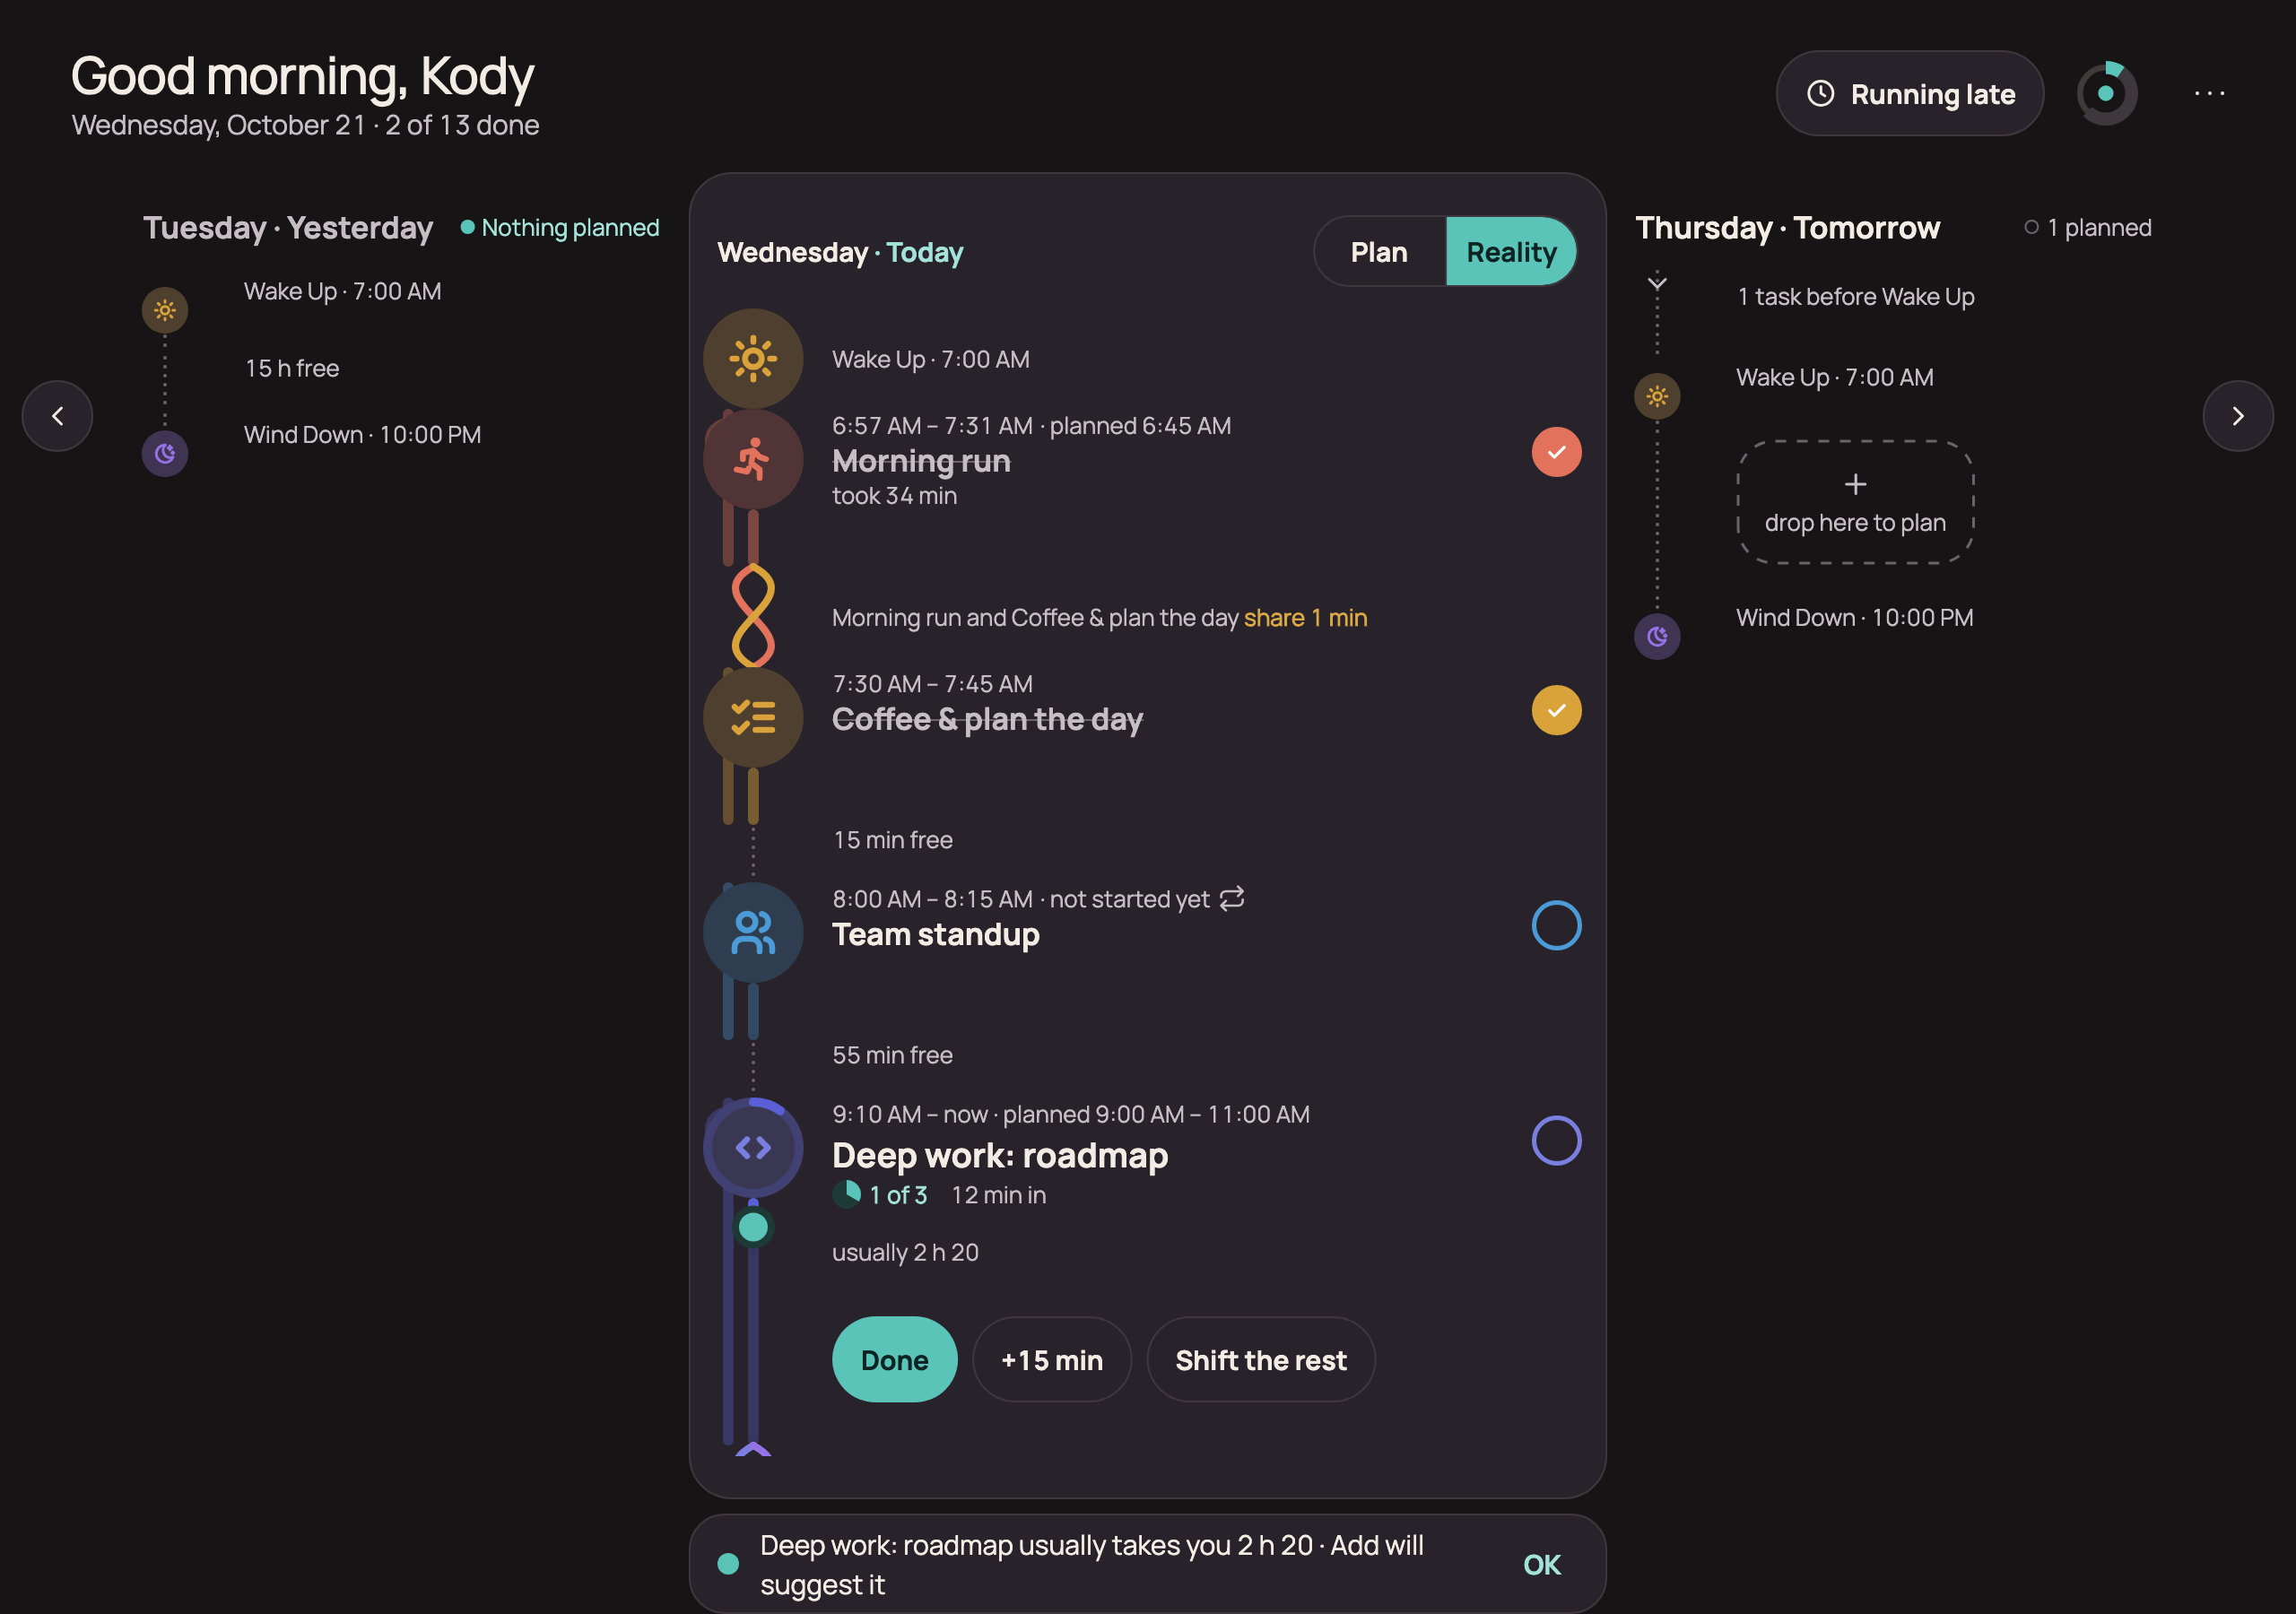 Good morning, Kody
Wednesday, October 21 · 2 of 13 done
Running late
Tuesday · Yesterday
Nothing planned
Wake Up · 7:00 AM
15 h free
Wind Down · 10:00 PM
Wednesday · Today
Plan
Reality
Wake Up · 7:00 AM
6:57 AM – 7:31 AM · planned 6:45 AM
Morning run
took 34 min
Morning run and Coffee & plan the day share 1 min
7:30 AM – 7:45 AM
Coffee & plan the day
15 min free
8:00 AM – 8:15 AM · not started yet
Team standup
55 min free
9:10 AM – now · planned 9:00 AM – 11:00 AM
Deep work: roadmap
1 of 3 12 min in
usually 2 h 20
Done
+15 min
Shift the rest
Deep work: roadmap usually takes you 2 h 20 · Add will
suggest it
OK
Thursday · Tomorrow
1 planned
1 task before Wake Up
Wake Up · 7:00 AM
drop here to plan
Wind Down · 10:00 PM